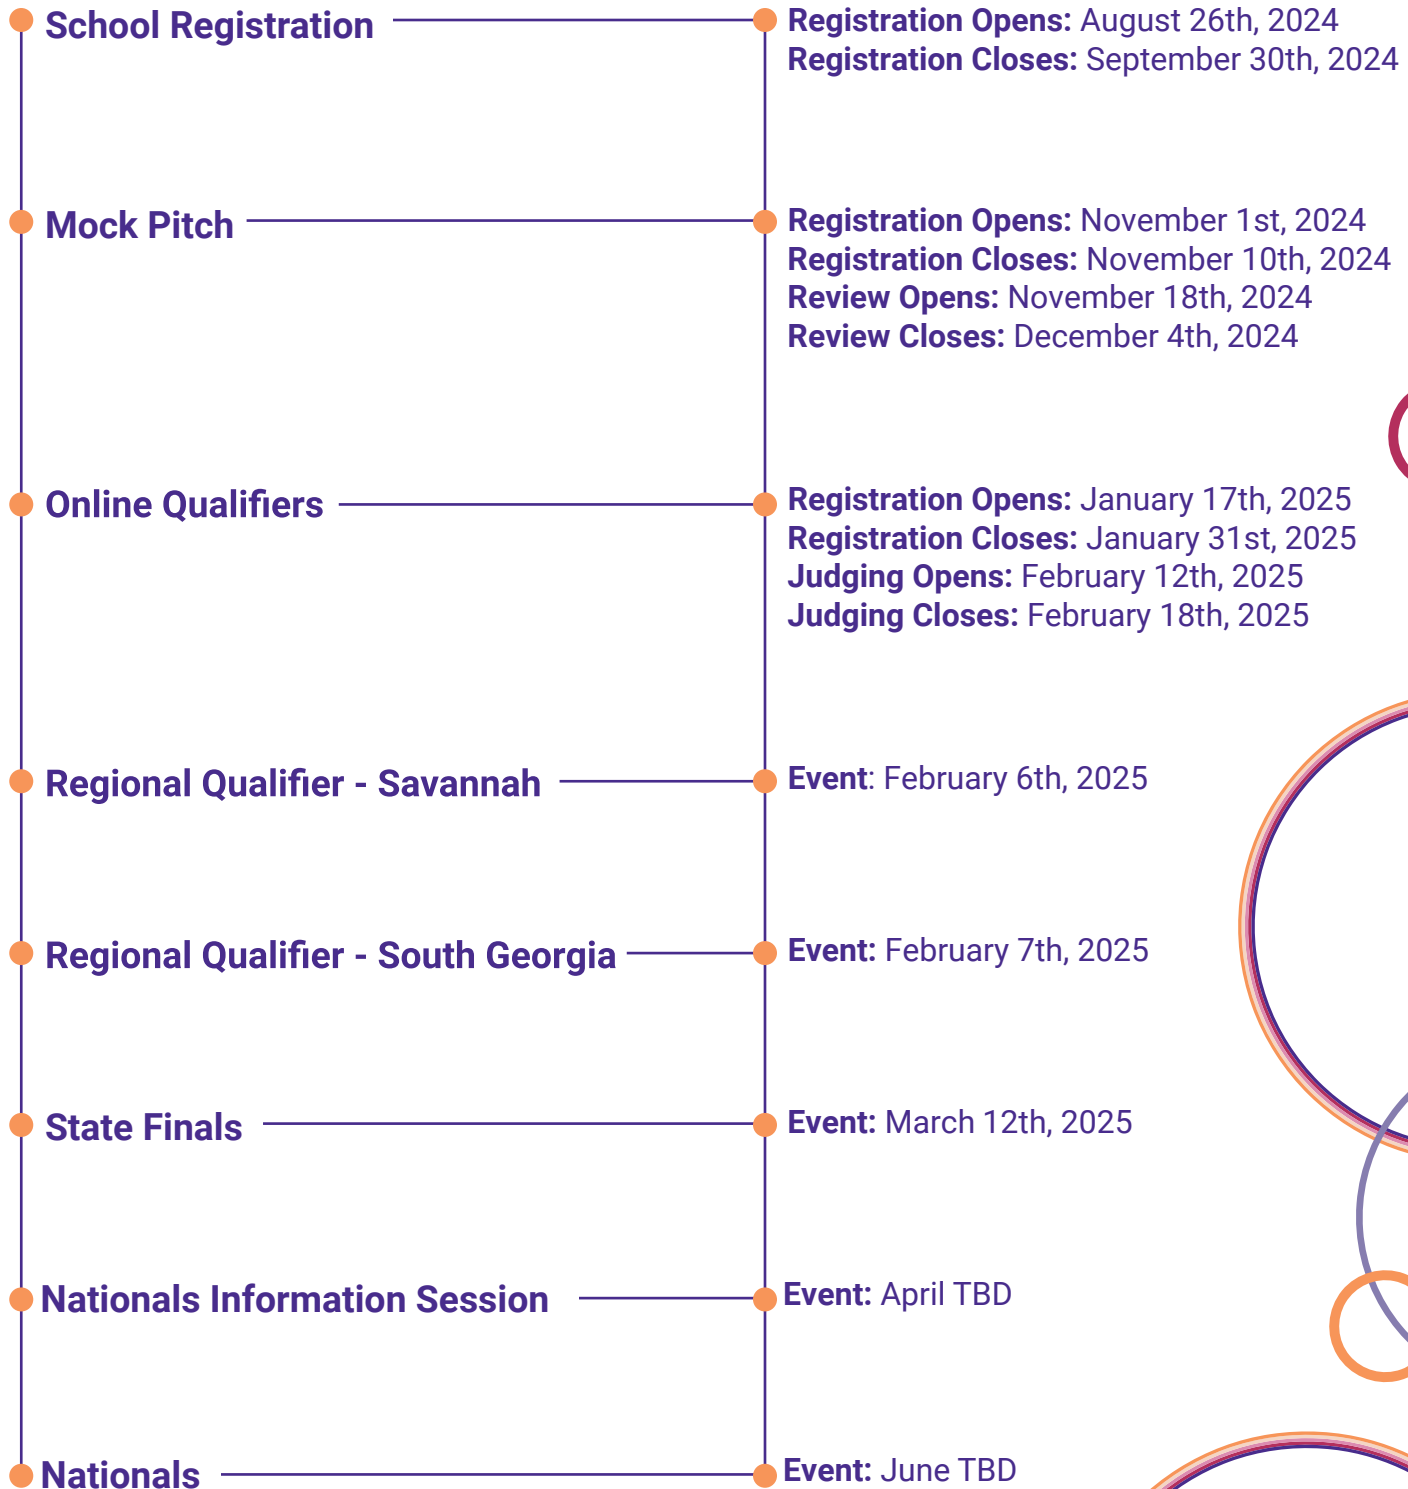 School Registration
Registration Opens: August 26th, 2024
Registration Closes: September 30th, 2024
Mock Pitch
Registration Opens: November 1st, 2024
Registration Closes: November 10th, 2024
Review Opens: November 18th, 2024
Review Closes: December 4th, 2024
Online Qualifiers
Registration Opens: January 17th, 2025
Registration Closes: January 31st, 2025
Judging Opens: February 12th, 2025
Judging Closes: February 18th, 2025
Regional Qualifier - Savannah
Event: February 6th, 2025
Regional Qualifier - South Georgia
Event: February 7th, 2025
State Finals
Event: March 12th, 2025
Nationals Information Session
Event: April TBD
Nationals
Event: June TBD